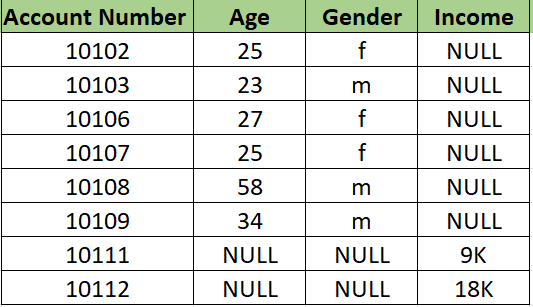 Account Number Age Gender Income
10102 25 f NULL
10103 23 m NULL
10106 27 f NULL
10107 25 f NULL
10108 58 m NULL
10109 34 m NULL
10111 NULL NULL 9K
10112 NULL NULL 18K